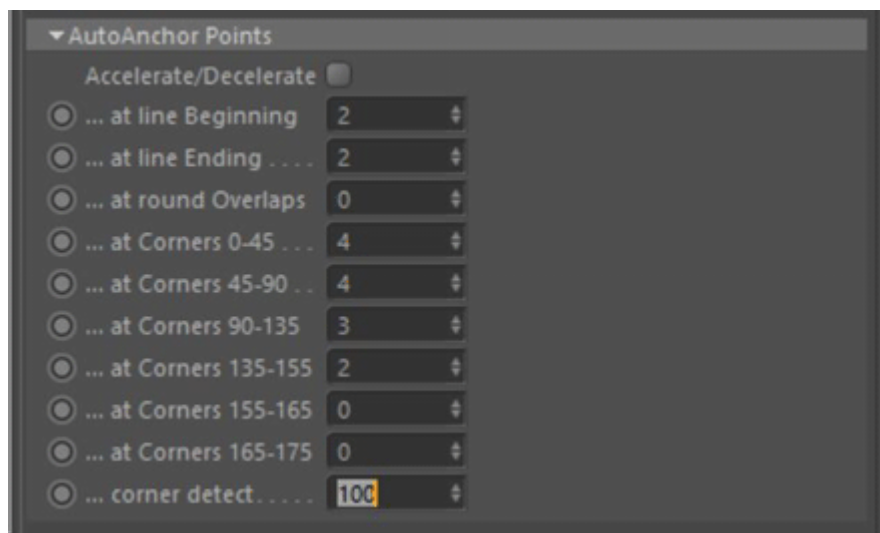 AutoAnchor Points
Accelerate/Decelerate
... at line Beginning 2
... at line Ending . . . . 2
... at round Overlaps 0
... at Corners 0-45 . . . 4
... at Corners 45-90 . . 4
... at Corners 90-135 3
... at Corners 135-155 2
... at Corners 155-165 0
... at Corners 165-175 0
... corner detect . . . . . 100